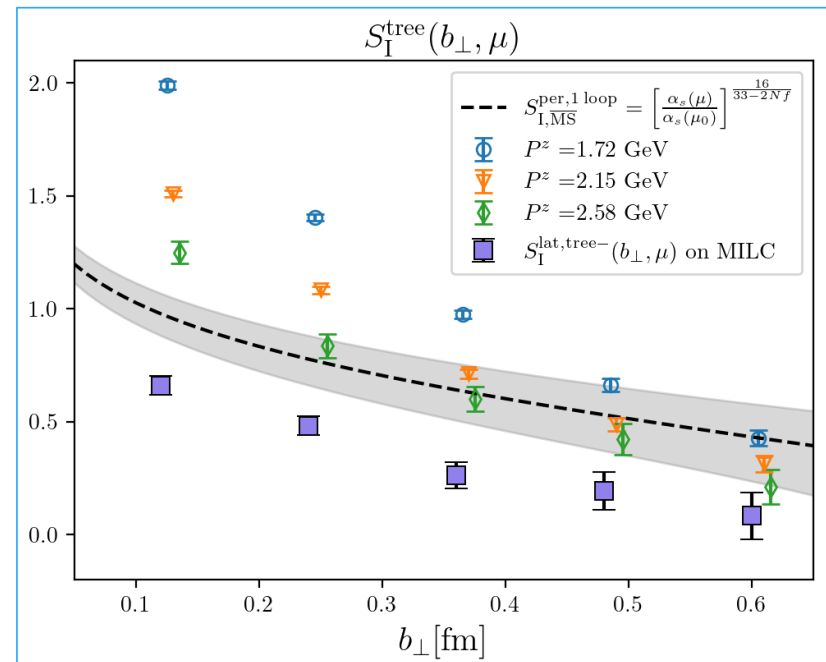 S_I^tree(b_⊥, μ)
2.0
1.5
1.0
0.5
0.0
S_{I,\overline{MS}}^{per,1 loop} = [α_s(μ)/α_s(μ_0)]^{16/(33−2Nf)}
P^z =1.72 GeV
P^z =2.15 GeV
P^z =2.58 GeV
S_I^{lat,tree−}(b_⊥, μ) on MILC
0.1 0.2 0.3 0.4 0.5 0.6
b_⊥[fm]